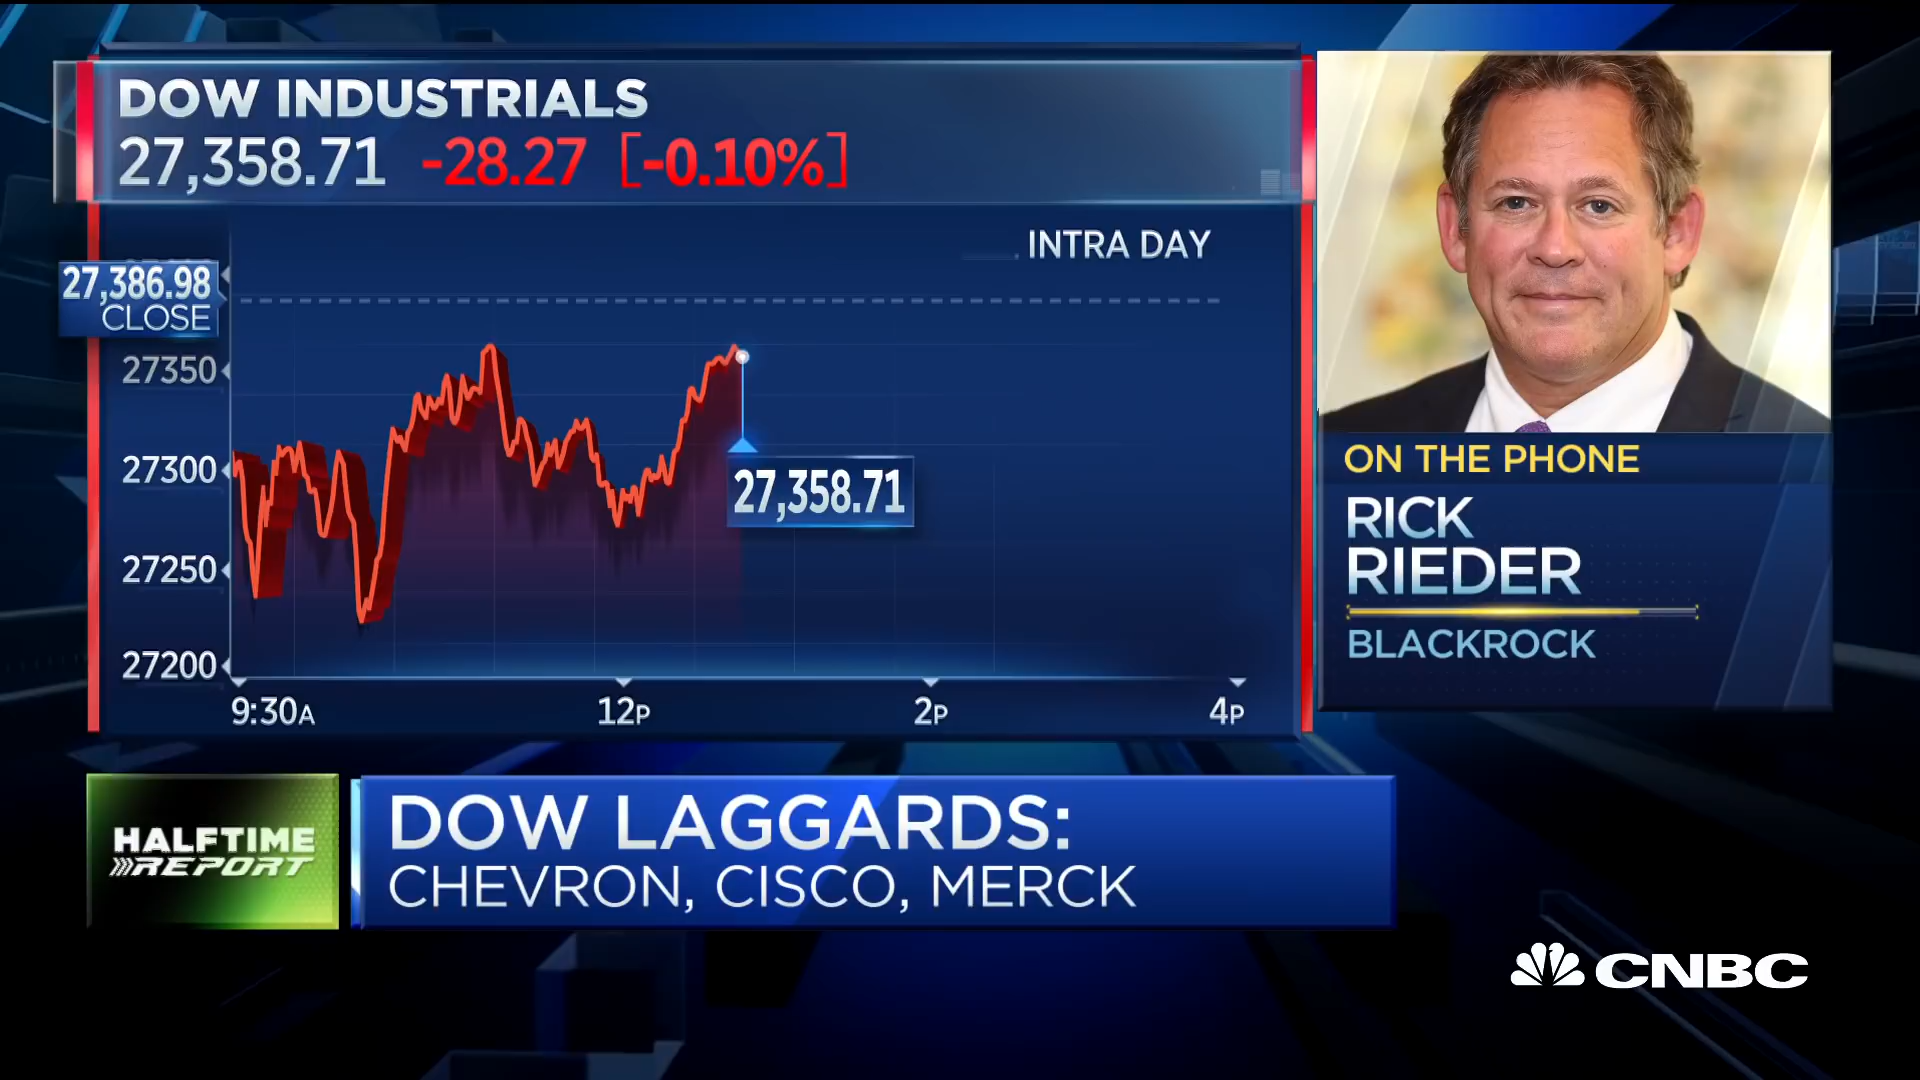 DOW INDUSTRIALS
27,358.71 -28.27 [-0.10%]
INTRA DAY
27,386.98
CLOSE
27350
27300
27250
27200
27,358.71
9:30A 12P 2P 4P
ON THE PHONE
RICK
RIEDER
BLACKROCK
HALFTIME
REPORT
DOW LAGGARDS:
CHEVRON, CISCO, MERCK
CNBC